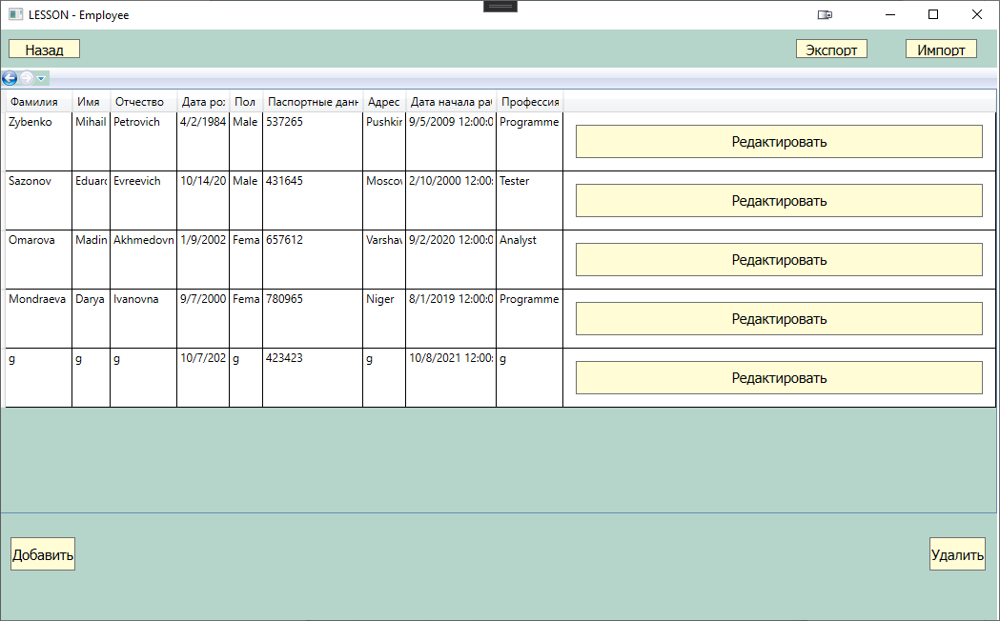 LESSON - Employee
Назад Экспорт Импорт
Фамилия Имя Отчество Дата ро: Пол Паспортные данн Адрес Дата начала раб Профессия
Zybenko Mihail Petrovich 4/2/1984 Male 537265 Pushkin 9/5/2009 12:00:0 Programme Редактировать
Sazonov Eduarc Evreevich 10/14/20 Male 431645 Moscov 2/10/2000 12:00: Tester Редактировать
Omarova Madin Akhmedovn 1/9/2002 Fema 657612 Varshav 9/2/2020 12:00:0 Analyst Редактировать
Mondraeva Darya Ivanovna 9/7/2000 Fema 780965 Niger 8/1/2019 12:00:0 Programme Редактировать
g g g 10/7/202 g 423423 g 10/8/2021 12:00: g Редактировать
Добавить Удалить